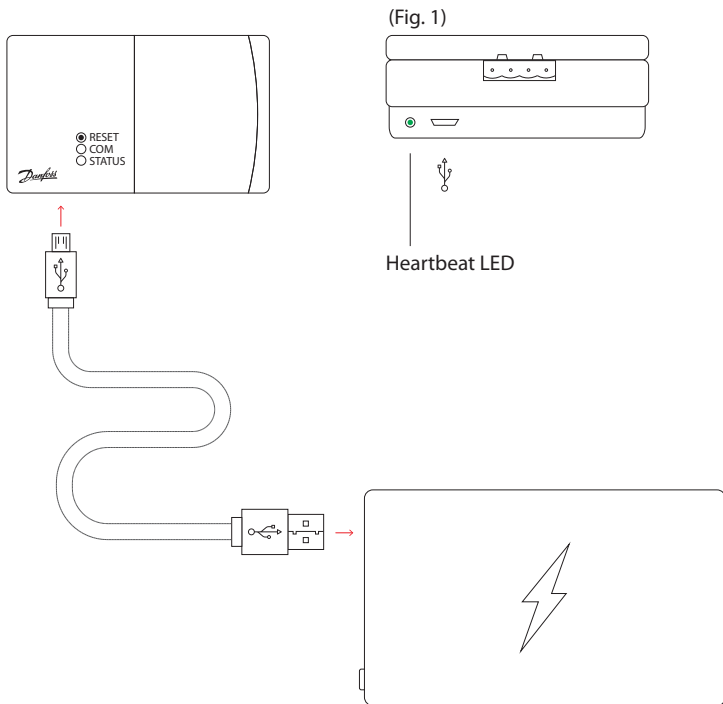 (Fig. 1)
RESET
COM
STATUS
Danfoss
Heartbeat LED